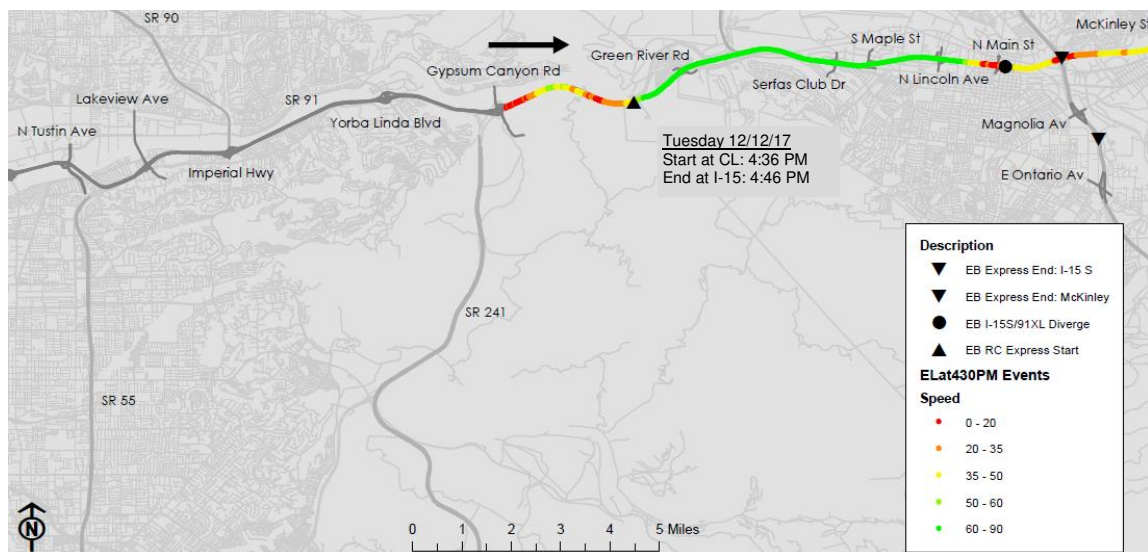 SR 90
McKinley St
S Maple St
N Main St
Green River Rd
Gypsum Canyon Rd
Serfas Club Dr
N Lincoln Ave
Lakeview Ave
SR 91
N Tustin Ave
Yorba Linda Blvd
Magnolia Av
Imperial Hwy
E Ontario Av
Tuesday 12/12/17
Start at CL: 4:36 PM
End at I-15: 4:46 PM
SR 241
SR 55
Description
EB Express End: I-15 S
EB Express End: McKinley
EB I-15S/91XL Diverge
EB RC Express Start
ELat430PM Events
Speed
0 - 20
20 - 35
35 - 50
50 - 60
60 - 90
N
0 1 2 3 4 5 Miles